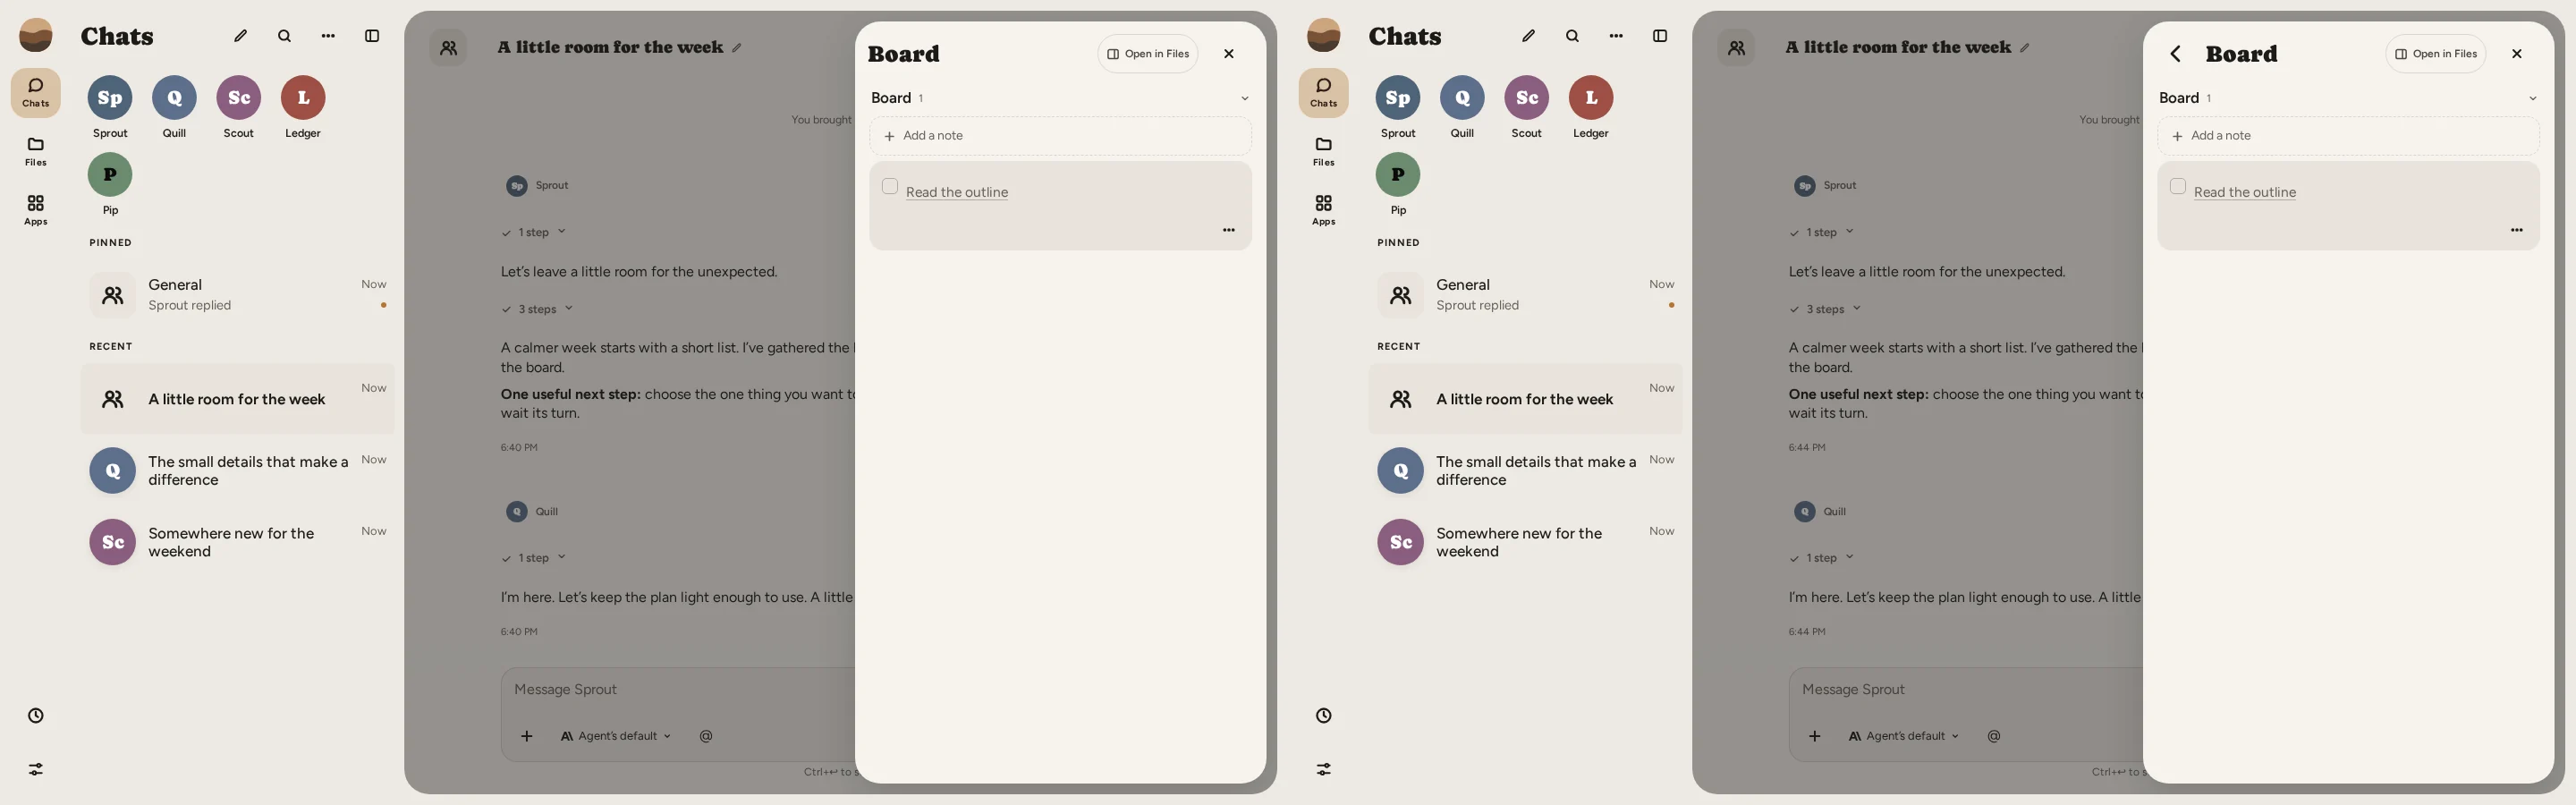 Chats
Chats
Files
Apps
Sp
Sprout
Q
Quill
Sc
Scout
L
Ledger
P
Pip
PINNED
General
Now
Sprout replied
RECENT
A little room for the week
Now
Q
The small details that make a
difference
Now
Sc
Somewhere new for the
weekend
Now
A little room for the week
You brought
Sp
Sprout
1 step
Let’s leave a little room for the unexpected.
3 steps
A calmer week starts with a short list. I’ve gathered the
the board.
One useful next step: choose the one thing you want to
wait its turn.
6:40 PM
Q
Quill
1 step
I’m here. Let’s keep the plan light enough to use. A little
6:40 PM
Message Sprout
Agent’s default
@
Ctrl+↩ to s
Board
Open in Files
Board 1
Add a note
Read the outline
Chats
Chats
Files
Apps
Sp
Sprout
Q
Quill
Sc
Scout
L
Ledger
P
Pip
PINNED
General
Now
Sprout replied
RECENT
A little room for the week
Now
Q
The small details that make a
difference
Now
Sc
Somewhere new for the
weekend
Now
A little room for the week
You brought
Sp
Sprout
1 step
Let’s leave a little room for the unexpected.
3 steps
A calmer week starts with a short list. I’ve gathered the
the board.
One useful next step: choose the one thing you want to
wait its turn.
6:44 PM
Q
Quill
1 step
I’m here. Let’s keep the plan light enough to use. A little
6:44 PM
Message Sprout
Agent’s default
@
Ctrl+↩ to s
Board
Open in Files
Board 1
Add a note
Read the outline